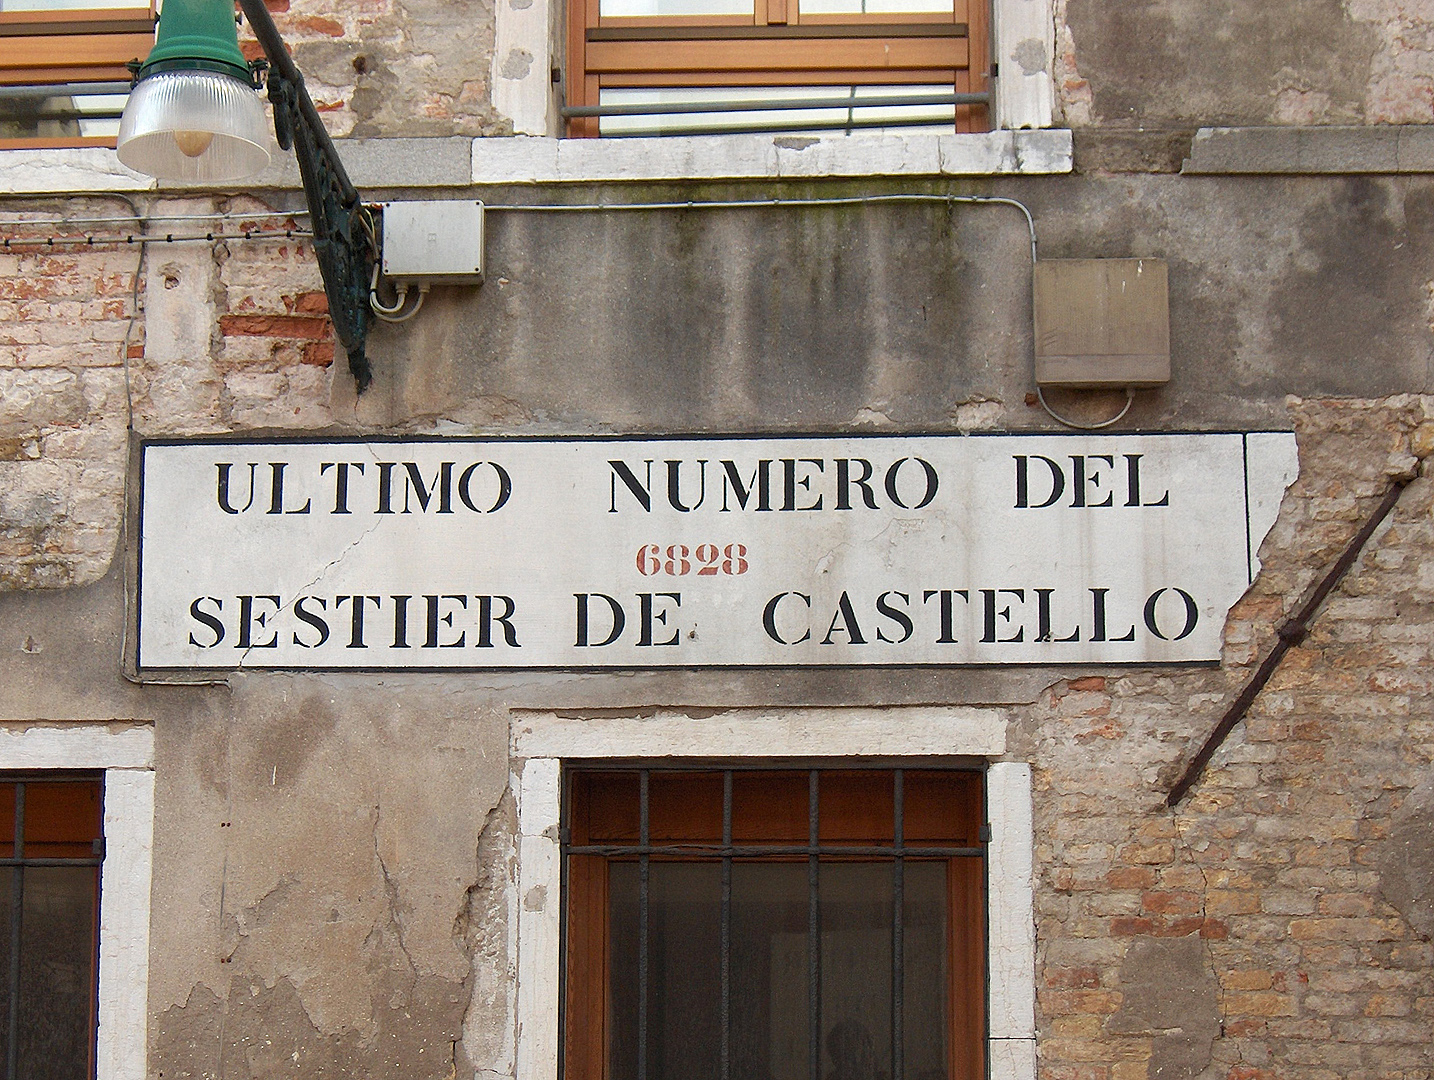 ULTIMO NUMERO DEL
6828
SESTIER DE CASTELLO